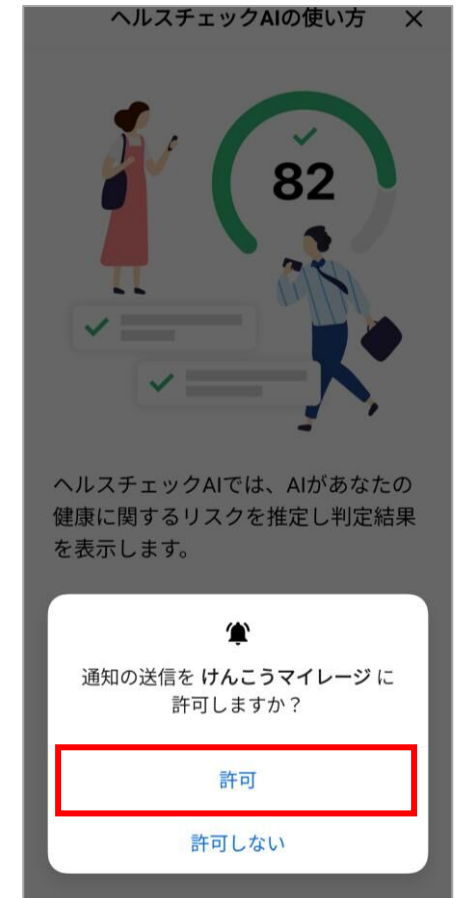 ヘルスチェックAIの使い方 ×
82
ヘルスチェックAIでは、AIがあなたの
健康に関するリスクを推定し判定結果
を表示します。
通知の送信を けんこうマイレージ に
許可しますか？
許可
許可しない